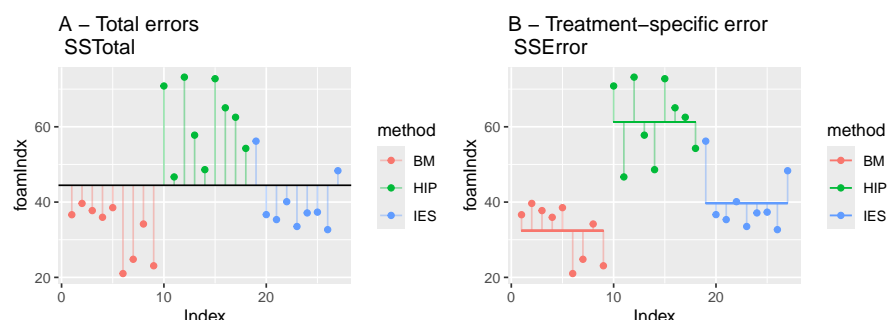 A − Total errors
SSTotal
foamIndx
60
40
20
0
10
20
Index
method
BM
HIP
IES
B − Treatment−specific error
SSError
foamIndx
60
40
20
0
10
20
Index
method
BM
HIP
IES